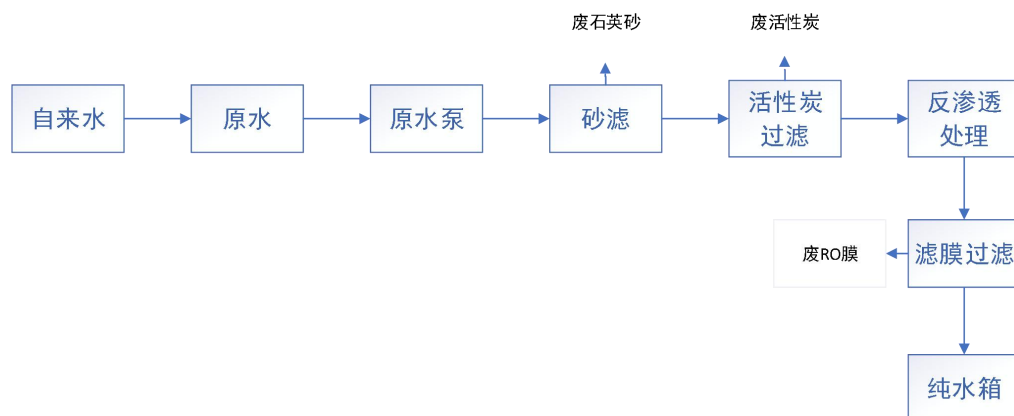 废石英砂
废活性炭
自来水
原水
原水泵
砂滤
活性炭
过滤
反渗透
处理
废RO膜
滤膜过滤
纯水箱